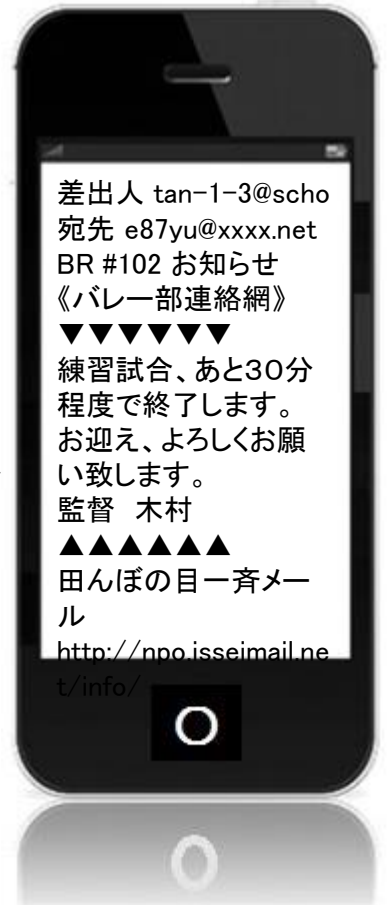 差出人 tan-1-3@scho
宛先 e87yu@xxxx.net
BR #102 お知らせ
《バレー部連絡網》
▼▼▼▼▼▼
練習試合、あと３０分
程度で終了します。
お迎え、よろしくお願
い致します。
監督　木村
▲▲▲▲▲▲
田んぼの目一斉メー
ル
http://npo.isseimail.ne
t/info/